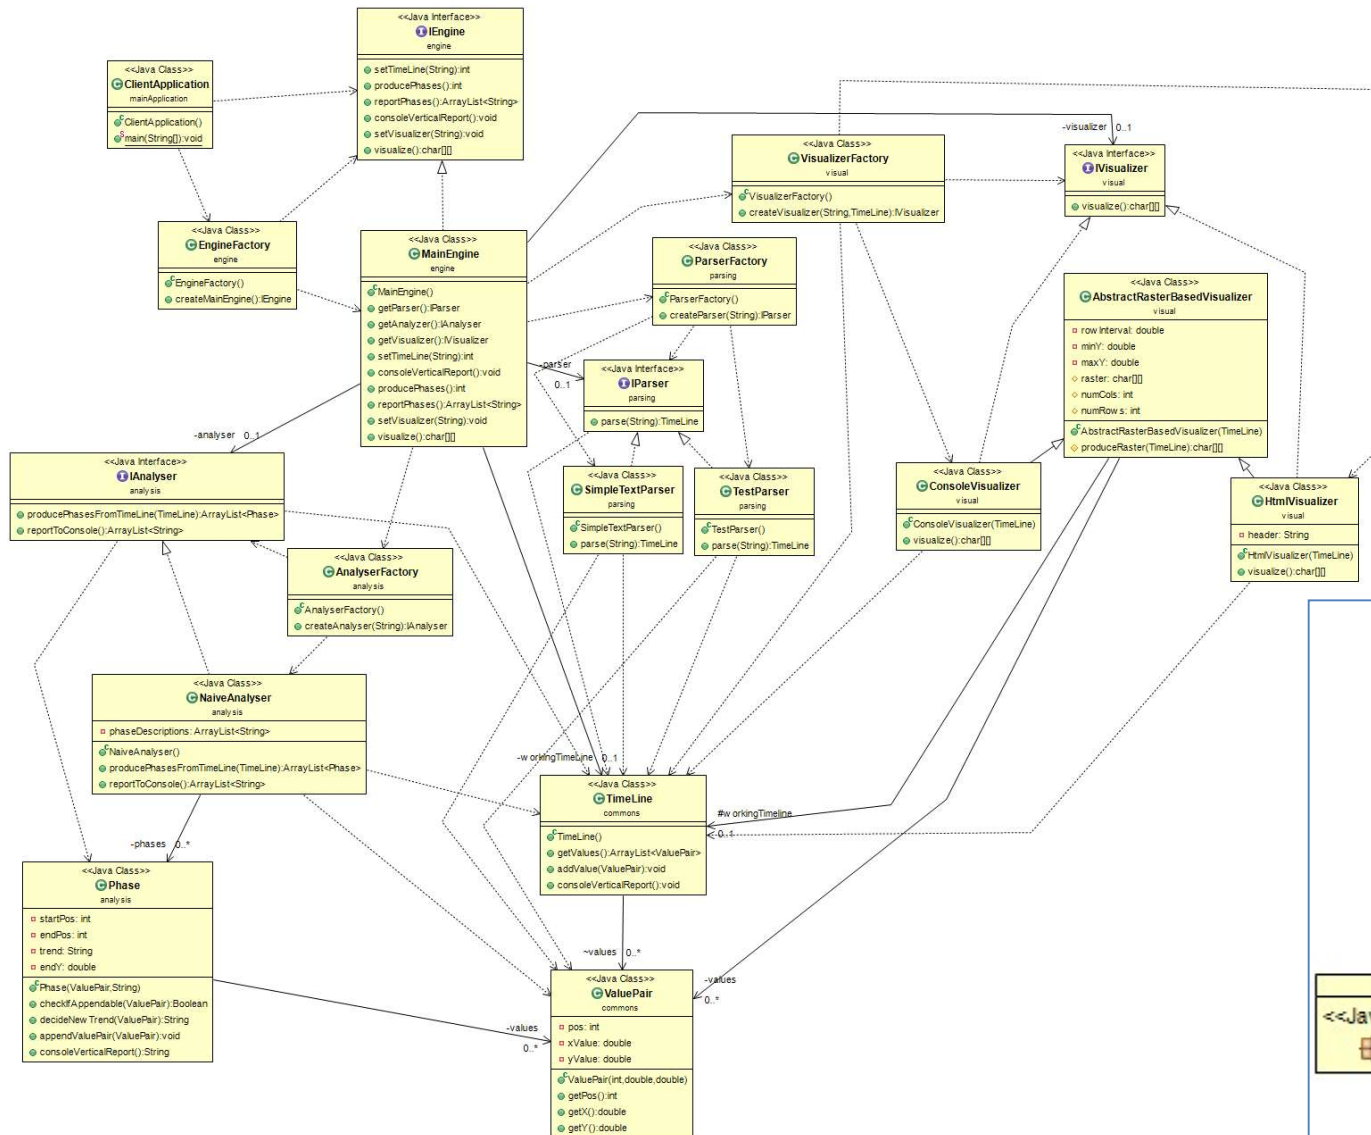 <<Java Interface>>
IEngine
engine
setTimeLine(String):int
producePhases():int
reportPhases():ArrayList<String>
consoleVerticalReport():void
setVisualizer(String):void
visualize():char[][]
<<Java Class>>
ClientApplication
mainApplication
ClientApplication()
main(String[]):void
<<Java Class>>
EngineFactory
engine
EngineFactory()
createMainEngine():IEngine
<<Java Class>>
MainEngine
engine
MainEngine()
getParser():IParser
getAnalyzer():IAnalyser
getVisualizer():IVisualizer
setTimeLine(String):int
consoleVerticalReport():void
producePhases():int
reportPhases():ArrayList<String>
setVisualizer(String):void
visualize():char[][]
<<Java Class>>
VisualizerFactory
visual
VisualizerFactory()
createVisualizer(String,TimeLine):IVisualizer
-visualizer 0..1
<<Java Interface>>
IVisualizer
visual
visualize():char[][]
<<Java Class>>
ParserFactory
parsing
ParserFactory()
createParser(String):IParser
-parser
0..1
<<Java Interface>>
IParser
parsing
parse(String):TimeLine
<<Java Class>>
AbstractRasterBasedVisualizer
visual
rowInterval: double
minY: double
maxY: double
raster: char[][]
numCols: int
numRows: int
AbstractRasterBasedVisualizer(TimeLine)
produceRaster(TimeLine):char[][]
-analyser 0..1
<<Java Interface>>
IAnalyser
analysis
producePhasesFromTimeLine(TimeLine):ArrayList<Phase>
reportToConsole():ArrayList<String>
<<Java Class>>
SimpleTextParser
parsing
SimpleTextParser()
parse(String):TimeLine
<<Java Class>>
TestParser
parsing
TestParser()
parse(String):TimeLine
<<Java Class>>
ConsoleVisualizer
visual
ConsoleVisualizer(TimeLine)
visualize():char[][]
<<Java Class>>
HtmlVisualizer
visual
header: String
HtmlVisualizer(TimeLine)
visualize():char[][]
<<Java Class>>
AnalyserFactory
analysis
AnalyserFactory()
createAnalyser(String):IAnalyser
<<Java Class>>
NaiveAnalyser
analysis
phaseDescriptions: ArrayList<String>
NaiveAnalyser()
producePhasesFromTimeLine(TimeLine):ArrayList<Phase>
reportToConsole():ArrayList<String>
-workingTimeLine 0..1
<<Java Class>>
TimeLine
commons
TimeLine()
getValues():ArrayList<ValuePair>
addValue(ValuePair):void
consoleVerticalReport():void
#workingTimeline
0..1
-phases 0..*
<<Java Class>>
Phase
analysis
startPos: int
endPos: int
trend: String
endY: double
Phase(ValuePair,String)
checkIfAppendable(ValuePair):Boolean
decideNewTrend(ValuePair):String
appendValuePair(ValuePair):void
consoleVerticalReport():String
~values 0..*
-values
0..*
-values
0..*
<<Java Class>>
ValuePair
commons
pos: int
xValue: double
yValue: double
ValuePair(int,double,double)
getPos():int
getX():double
getY():double
<<Jav